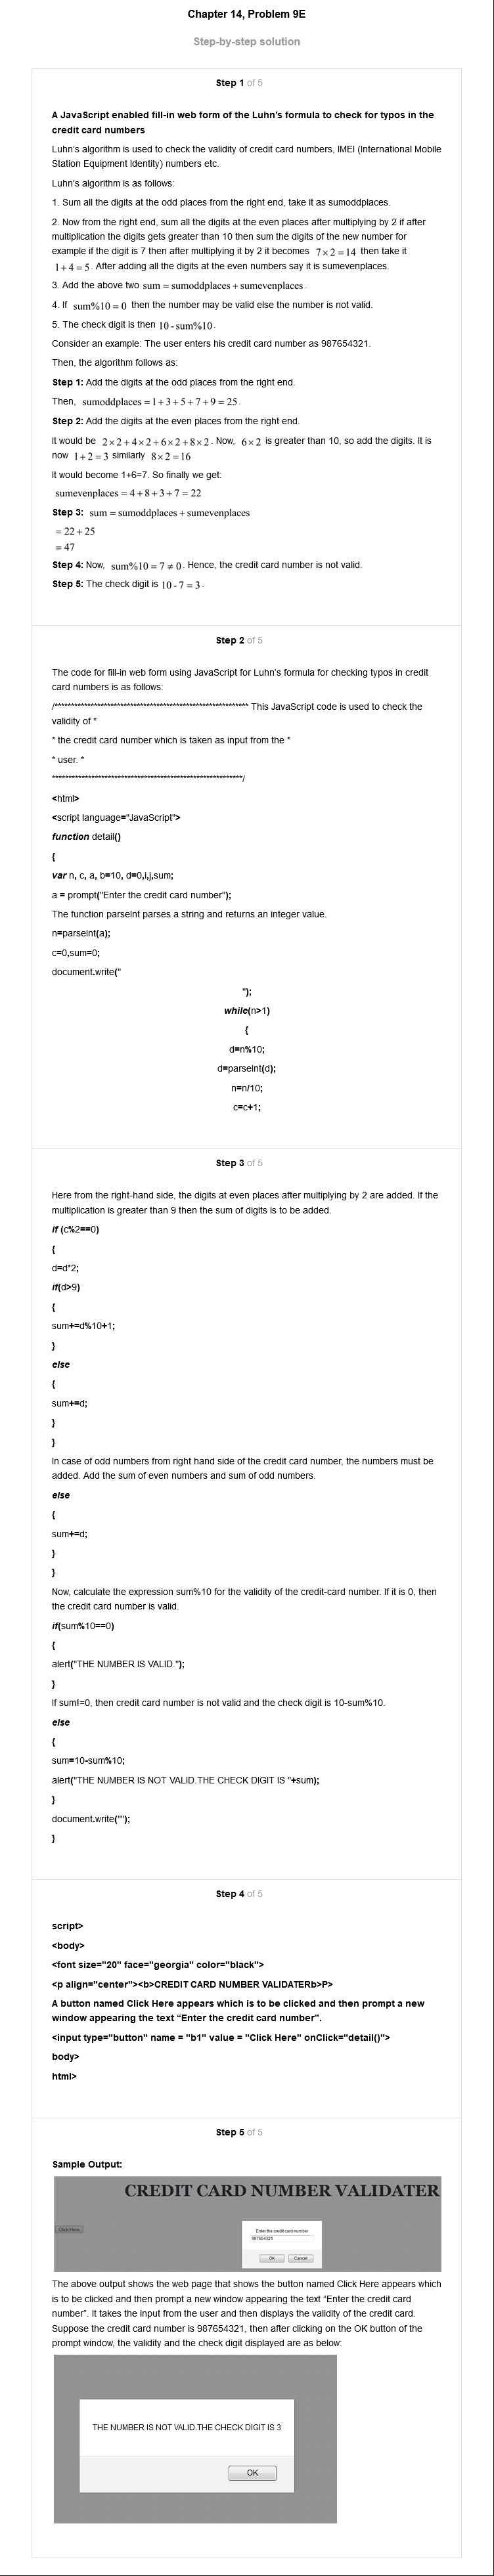 Chapter 14, Problem 9E
Step-by-step solution
Step 1 of 5
A JavaScript enabled fill-in web form of the Luhn's formula to check for typos in the
credit card numbers
Luhn's algorithm is used to check the validity of credit card numbers, IMEI (International Mobile
Station Equipment Identity) numbers etc.
Luhn's algorithm is as follows:
1. Sum all the digits at the odd places from the right end, take it as sumoddplaces.
2. Now from the right end, sum all the digits at the even places after multiplying by 2 if after
multiplication the digits gets greater than 10 then sum the digits of the new number for
example if the digit is 7 then after multiplying it by 2 it becomes 7×2=14 then take it
1+4=5. After adding all the digits at the even numbers say it is sumevenplaces.
3. Add the above two sum = sumoddplaces + sumevenplaces.
4. If sum%10 = 0 then the number may be valid else the number is not valid.
5. The check digit is then 10-sum%10.
Consider an example: The user enters his credit card number as 987654321.
Then, the algorithm follows as:
Step 1: Add the digits at the odd places from the right end.
Then, sumoddplaces =1+3+5+7+9=25.
Step 2: Add the digits at the even places from the right end.
It would be 2×2+4×2+6×2+8×2. Now, 6×2 is greater than 10, so add the digits. It is
now 1+2=3 similarly 8×2=16
It would become 1+6=7. So finally we get:
sumevenplaces = 4+8+3+7 = 22
Step 3: sum = sumoddplaces + sumevenplaces
= 22 + 25
= 47
Step 4: Now, sum%10 = 7 ≠ 0. Hence, the credit card number is not valid.
Step 5: The check digit is 10-7=3.
Step 2 of 5
The code for fill-in web form using JavaScript for Luhn's formula for checking typos in credit
card numbers is as follows:
/*********************************************************** This JavaScript code is used to check the
validity of *
* the credit card number which is taken as input from the *
* user. *
***********************************************************/
<html>
<script language="JavaScript">
function detail()
{
var n, c, a, b=10, d=0,i,j,sum;
a = prompt("Enter the credit card number");
The function parseInt parses a string and returns an integer value.
n=parseInt(a);
c=0,sum=0;
document.write("
");
while(n>1)
{
d=n%10;
d=parseInt(d);
n=n/10;
c=c+1;
Step 3 of 5
Here from the right-hand side, the digits at even places after multiplying by 2 are added. If the
multiplication is greater than 9 then the sum of digits is to be added.
if (c%2==0)
{
d=d*2;
if(d>9)
{
sum+=d%10+1;
}
else
{
sum+=d;
}
}
In case of odd numbers from right hand side of the credit card number, the numbers must be
added. Add the sum of even numbers and sum of odd numbers.
else
{
sum+=d;
}
}
Now, calculate the expression sum%10 for the validity of the credit-card number. If it is 0, then
the credit card number is valid.
if(sum%10==0)
{
alert("THE NUMBER IS VALID.");
}
If sum!=0, then credit card number is not valid and the check digit is 10-sum%10.
else
{
sum=10-sum%10;
alert("THE NUMBER IS NOT VALID.THE CHECK DIGIT IS "+sum);
}
document.write("");
}
Step 4 of 5
script>
<body>
<font size="20" face="georgia" color="black">
<p align="center"><b>CREDIT CARD NUMBER VALIDATERb>P>
A button named Click Here appears which is to be clicked and then prompt a new
window appearing the text “Enter the credit card number”.
<input type="button" name = "b1" value = "Click Here" onClick="detail()">
body>
html>
Step 5 of 5
Sample Output:
CREDIT CARD NUMBER VALIDATER
Click Here
Enter the credit card number
987654321
OK Cancel
The above output shows the web page that shows the button named Click Here appears which
is to be clicked and then prompt a new window appearing the text “Enter the credit card
number”. It takes the input from the user and then displays the validity of the credit card.
Suppose the credit card number is 987654321, then after clicking on the OK button of the
prompt window, the validity and the check digit displayed are as below:
THE NUMBER IS NOT VALID.THE CHECK DIGIT IS 3
OK